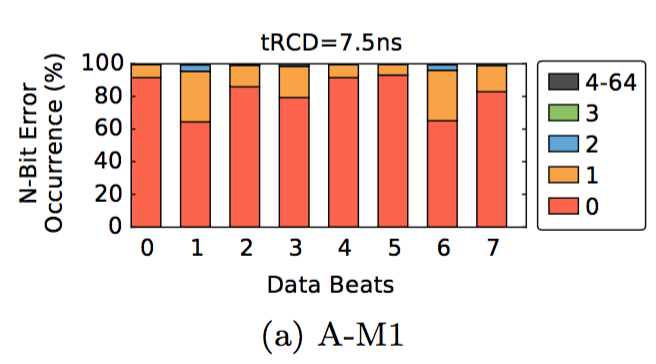 tRCD=7.5ns
N-Bit Error
Occurrence (%)
100
80
60
40
20
0
0 1 2 3 4 5 6 7
Data Beats
4-64
3
2
1
0
(a) A-M1